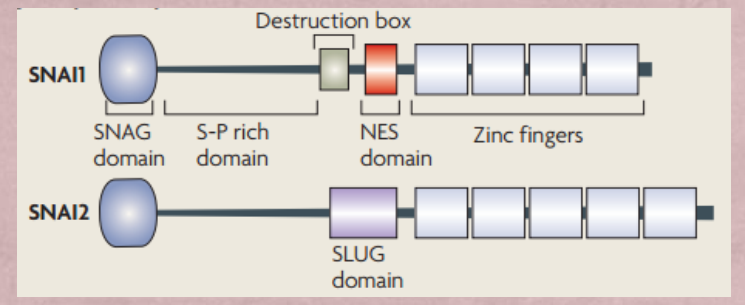 Destruction box
SNAI1
SNAG
domain
S-P rich
domain
NES
domain
Zinc fingers
SNAI2
SLUG
domain